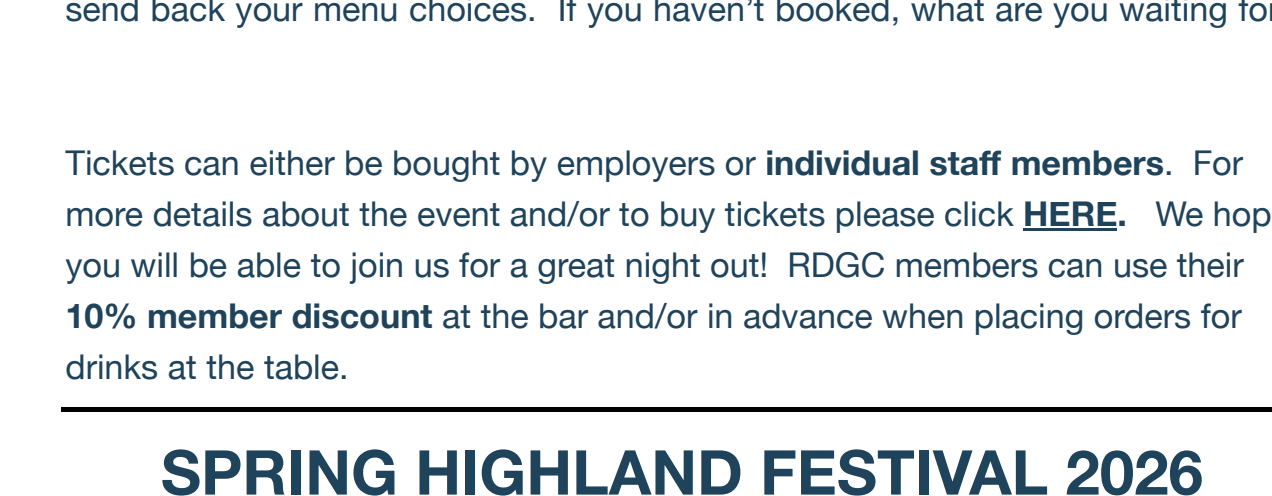 send back your menu choices.  If you haven't booked, what are you waiting for
Tickets can either be bought by employers or individual staff members.  For
more details about the event and/or to buy tickets please click HERE.   We hop
you will be able to join us for a great night out!  RDGC members can use their
10% member discount at the bar and/or in advance when placing orders for
drinks at the table.
SPRING HIGHLAND FESTIVAL 2026